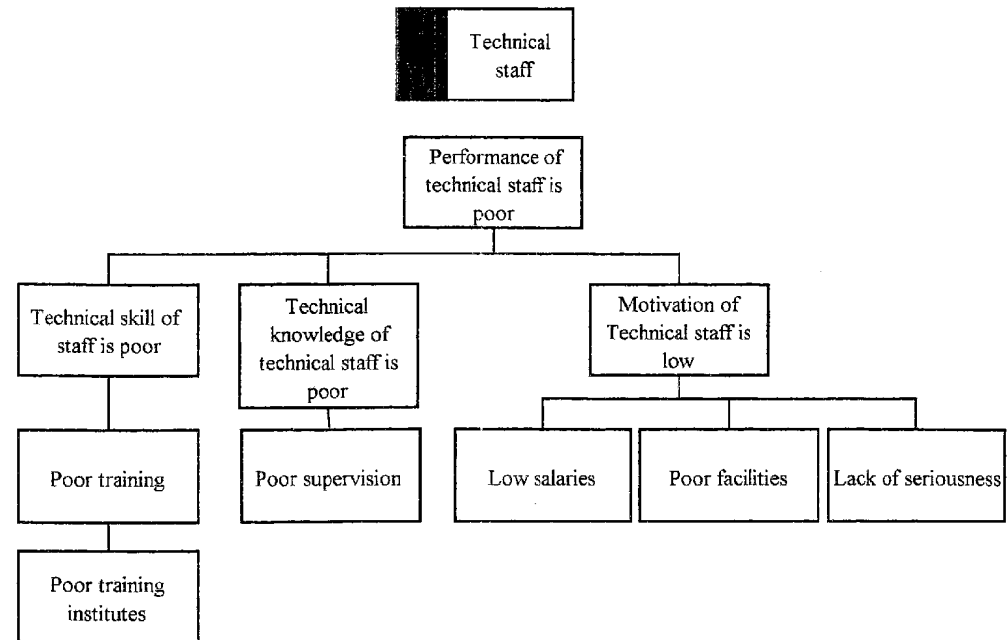 Technical
staff
Performance of
technical staff is
poor
Technical skill of
staff is poor
Technical
knowledge of
technical staff is
poor
Motivation of
Technical staff is
low
Poor training
Poor supervision
Low salaries
Poor facilities
Lack of seriousness
Poor training
institutes